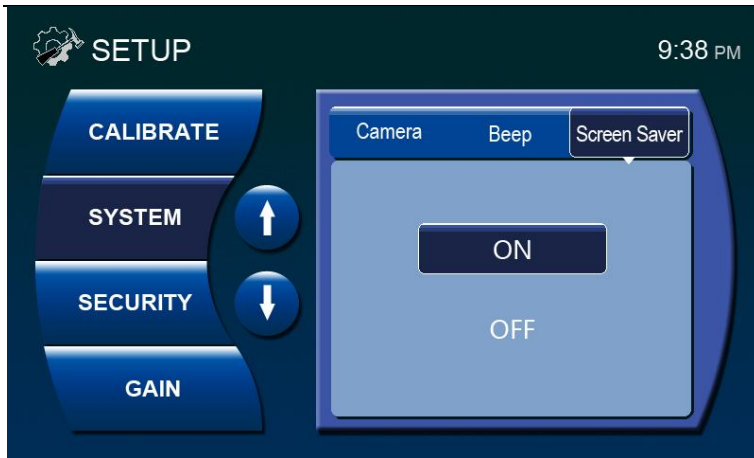 SETUP
9:38 PM
CALIBRATE
SYSTEM
SECURITY
GAIN
Camera Beep Screen Saver
ON
OFF